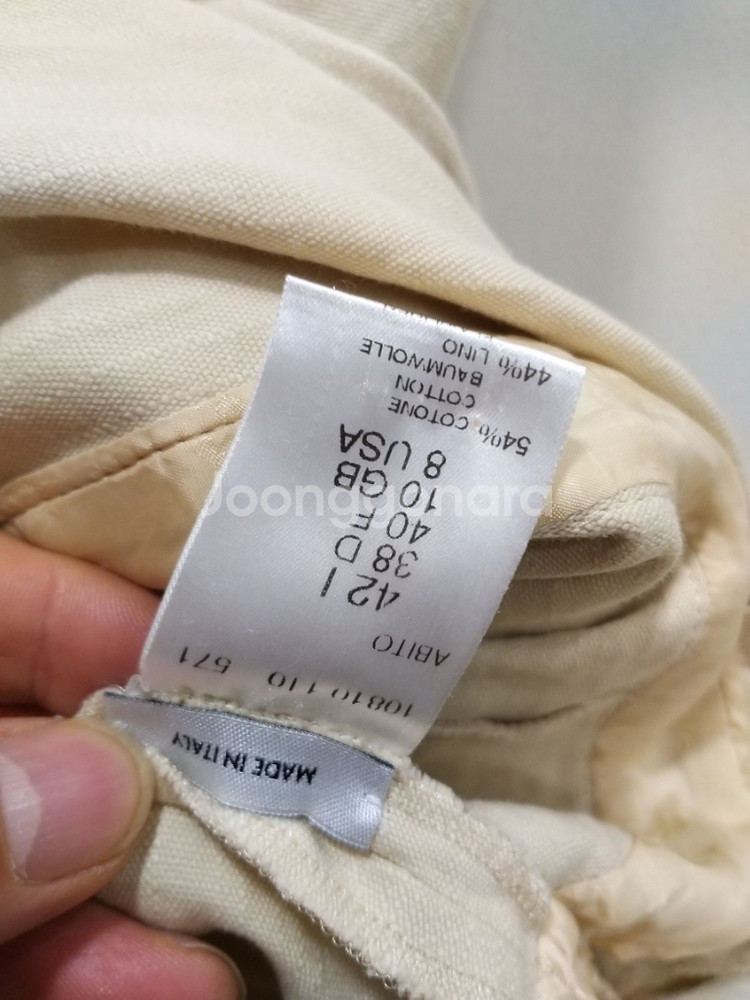 MADE IN ITALY
10810 110 571
ABITO
42 I
38 D
40 F
10 GB
8 USA
54% COTONE
COTTON
BAUMWOLLE
44% LINO
Joonggonara